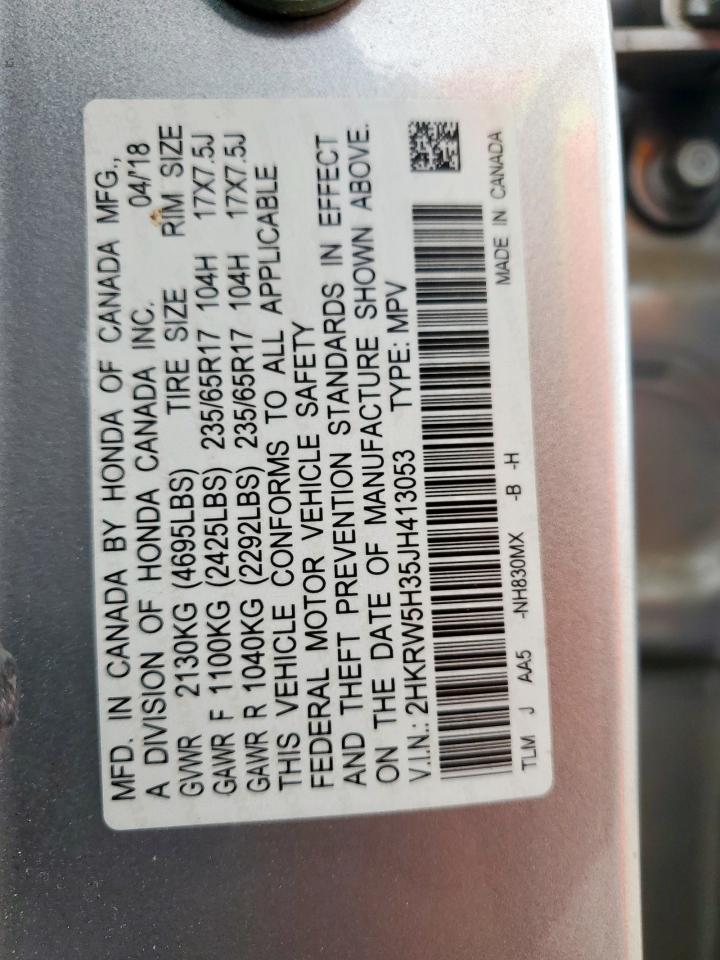 MFD. IN CANADA BY HONDA OF CANADA MFG.,
A DIVISION OF HONDA CANADA INC. 04/'18
GVWR 2130KG (4695LBS) TIRE SIZE RIM SIZE
GAWR F 1100KG (2425LBS) 235/65R17 104H 17X7.5J
GAWR R 1040KG (2292LBS) 235/65R17 104H 17X7.5J
THIS VEHICLE CONFORMS TO ALL APPLICABLE
FEDERAL MOTOR VEHICLE SAFETY
AND THEFT PREVENTION STANDARDS IN EFFECT
ON THE DATE OF MANUFACTURE SHOWN ABOVE.
V.I.N.: 2HKRW5H35JH413053 TYPE: MPV
TLM J AA5 -NH830MX -B -H MADE IN CANADA